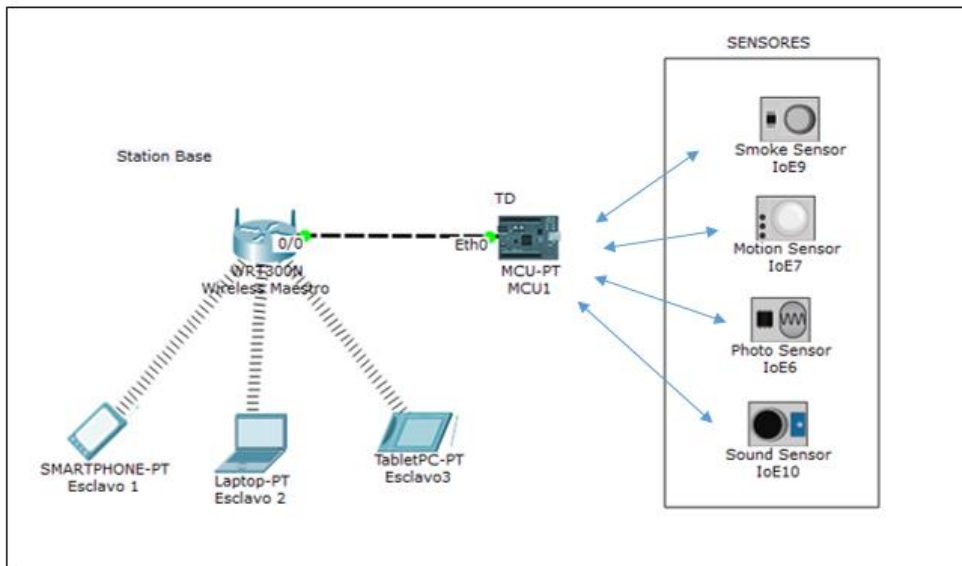 SENSORES
Smoke Sensor
IoE9
Station Base
TD
0/0
Eth0
WRT300N
Wireless Maestro
MCU-PT
MCU1
Motion Sensor
IoE7
Photo Sensor
IoE6
SMARTPHONE-PT
Esclavo 1
Laptop-PT
Esclavo 2
TabletPC-PT
Esclavo3
Sound Sensor
IoE10